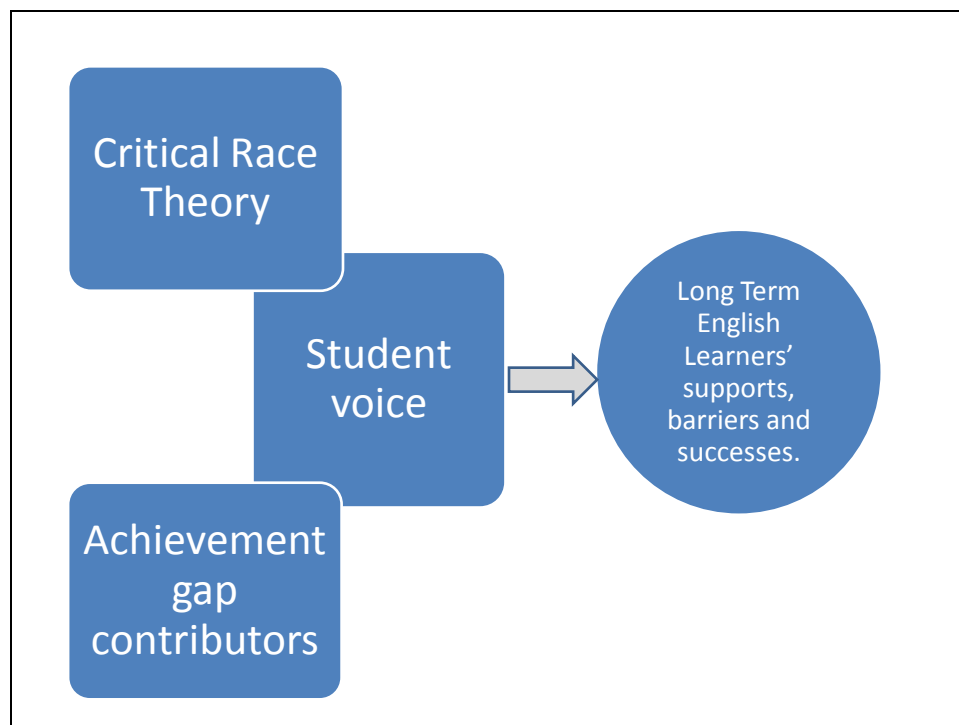 Critical Race
Theory
Student
voice
Achievement
gap
contributors
Long Term
English
Learners’
supports,
barriers and
successes.